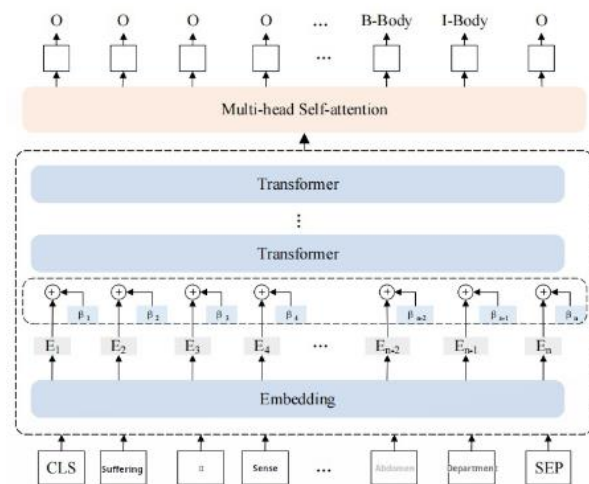 O O O O ... B-Body I-Body O
...
Multi-head Self-attention
Transformer
⋮
Transformer
β1 β2 β3 β4 βn-2 βn-1 βn
E1 E2 E3 E4 ... En-2 En-1 En
Embedding
CLS Suffering Sense ... Abdomen Department SEP